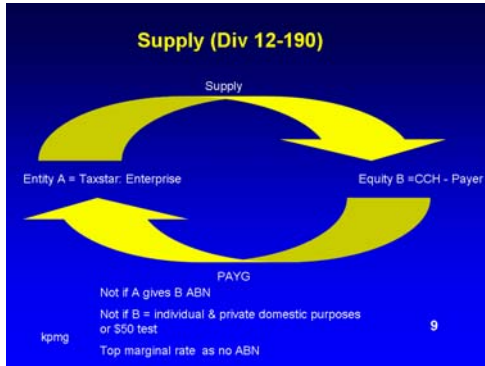 Supply (Div 12-190)
Supply
Entity A = Taxstar: Enterprise
Equity B =CCH - Payer
PAYG
Not if A gives B ABN
Not if B = individual & private domestic purposes
or $50 test
Top marginal rate as no ABN
kpmg
9